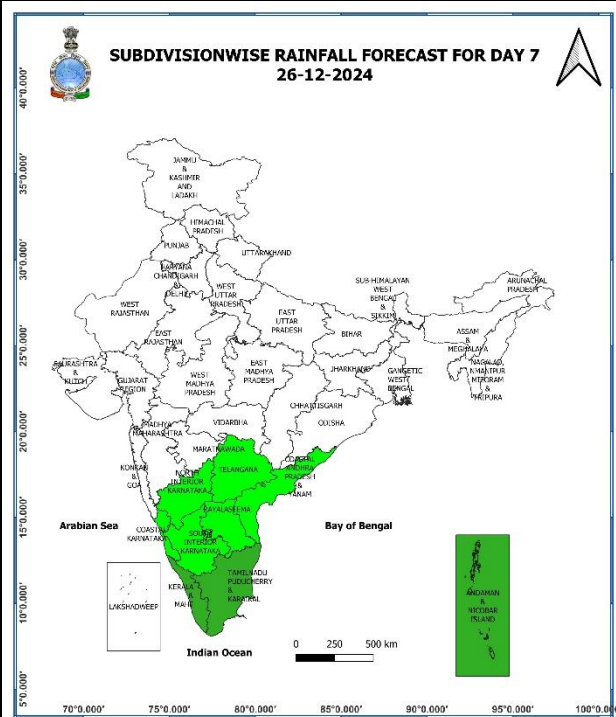 SUBDIVISIONWISE RAINFALL FORECAST FOR DAY 7
26-12-2024
40°0.000'
35°0.000'
30°0.000'
25°0.000'
20°0.000'
15°0.000'
10°0.000'
5°0.000'
JAMMU
&
KASHMIR
AND
LADAKH
HIMACHAL
PRADESH
PUNJAB
UTTARAKHAND
HARYANA
CHANDIGARH
&
DELHI
WEST
UTTAR
PRADESH
SUB-HIMALAYAN
WEST
BENGAL
&
SIKKIM
ARUNACHAL
PRADESH
WEST
RAJASTHAN
EAST
UTTAR
PRADESH
BIHAR
ASSAM
&
MEGHALAYA
EAST
RAJASTHAN
SAURASHTRA
&
KUTCH
GUJARAT
REGION
WEST
MADHYA
PRADESH
EAST
MADHYA
PRADESH
JHARKHAND
GANGETIC
WEST
BENGAL
NAGALAD,
MANIPUR
MIZORAM
&
TRIPURA
CHHATTISGARH
ODISHA
MADHYA
MAHARASHTRA
VIDARBHA
MARATHAWADA
KONKAN
&
GOA
NORTH
INTERIOR
KARNATAKA
TELANGANA
COASTAL
ANDHRA
PRADESH
&
YANAM
RAYALASEEMA
Arabian Sea
Bay of Bengal
COASTAL
KARNATAKA
SOUTH
INTERIOR
KARNATAKA
LAKSHADWEEP
KERALA
&
MAHE
TAMILNADU
PUDUCHERRY
&
KARAIKAL
ANDAMAN
&
NICOBAR
ISLAND
Indian Ocean
0 250 500 km
70°0.000' 75°0.000' 80°0.000' 85°0.000' 90°0.000' 95°0.000' 100°0.000'